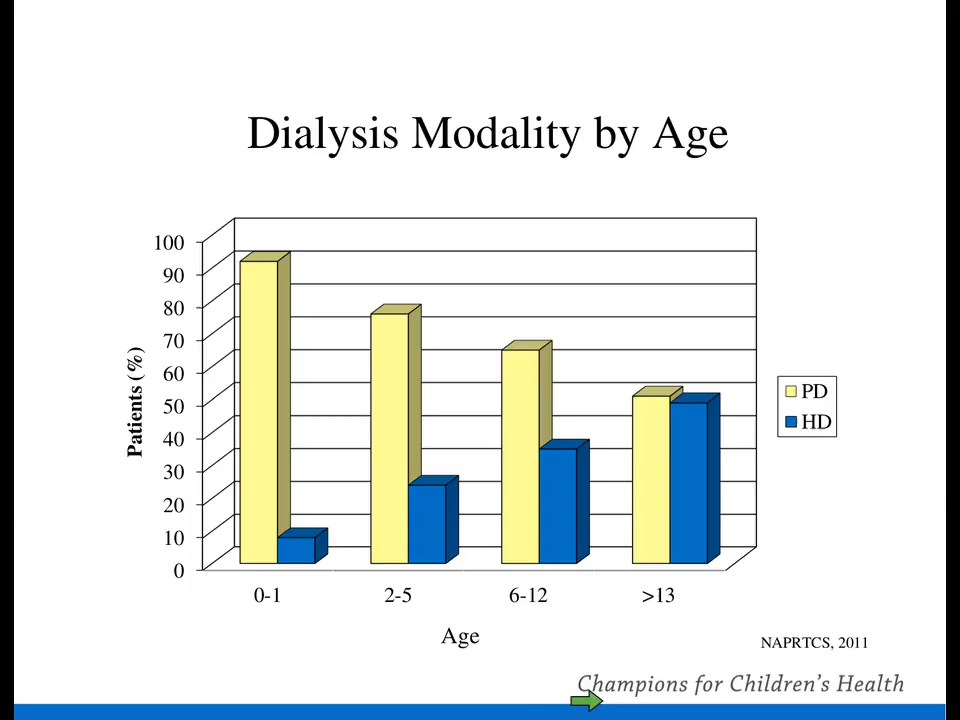 Dialysis Modality by Age
100
90
80
70
60
50
40
30
20
10
0
Patients (%)
0-1
2-5
6-12
>13
Age
PD
HD
NAPRTCS, 2011
Champions for Children's Health